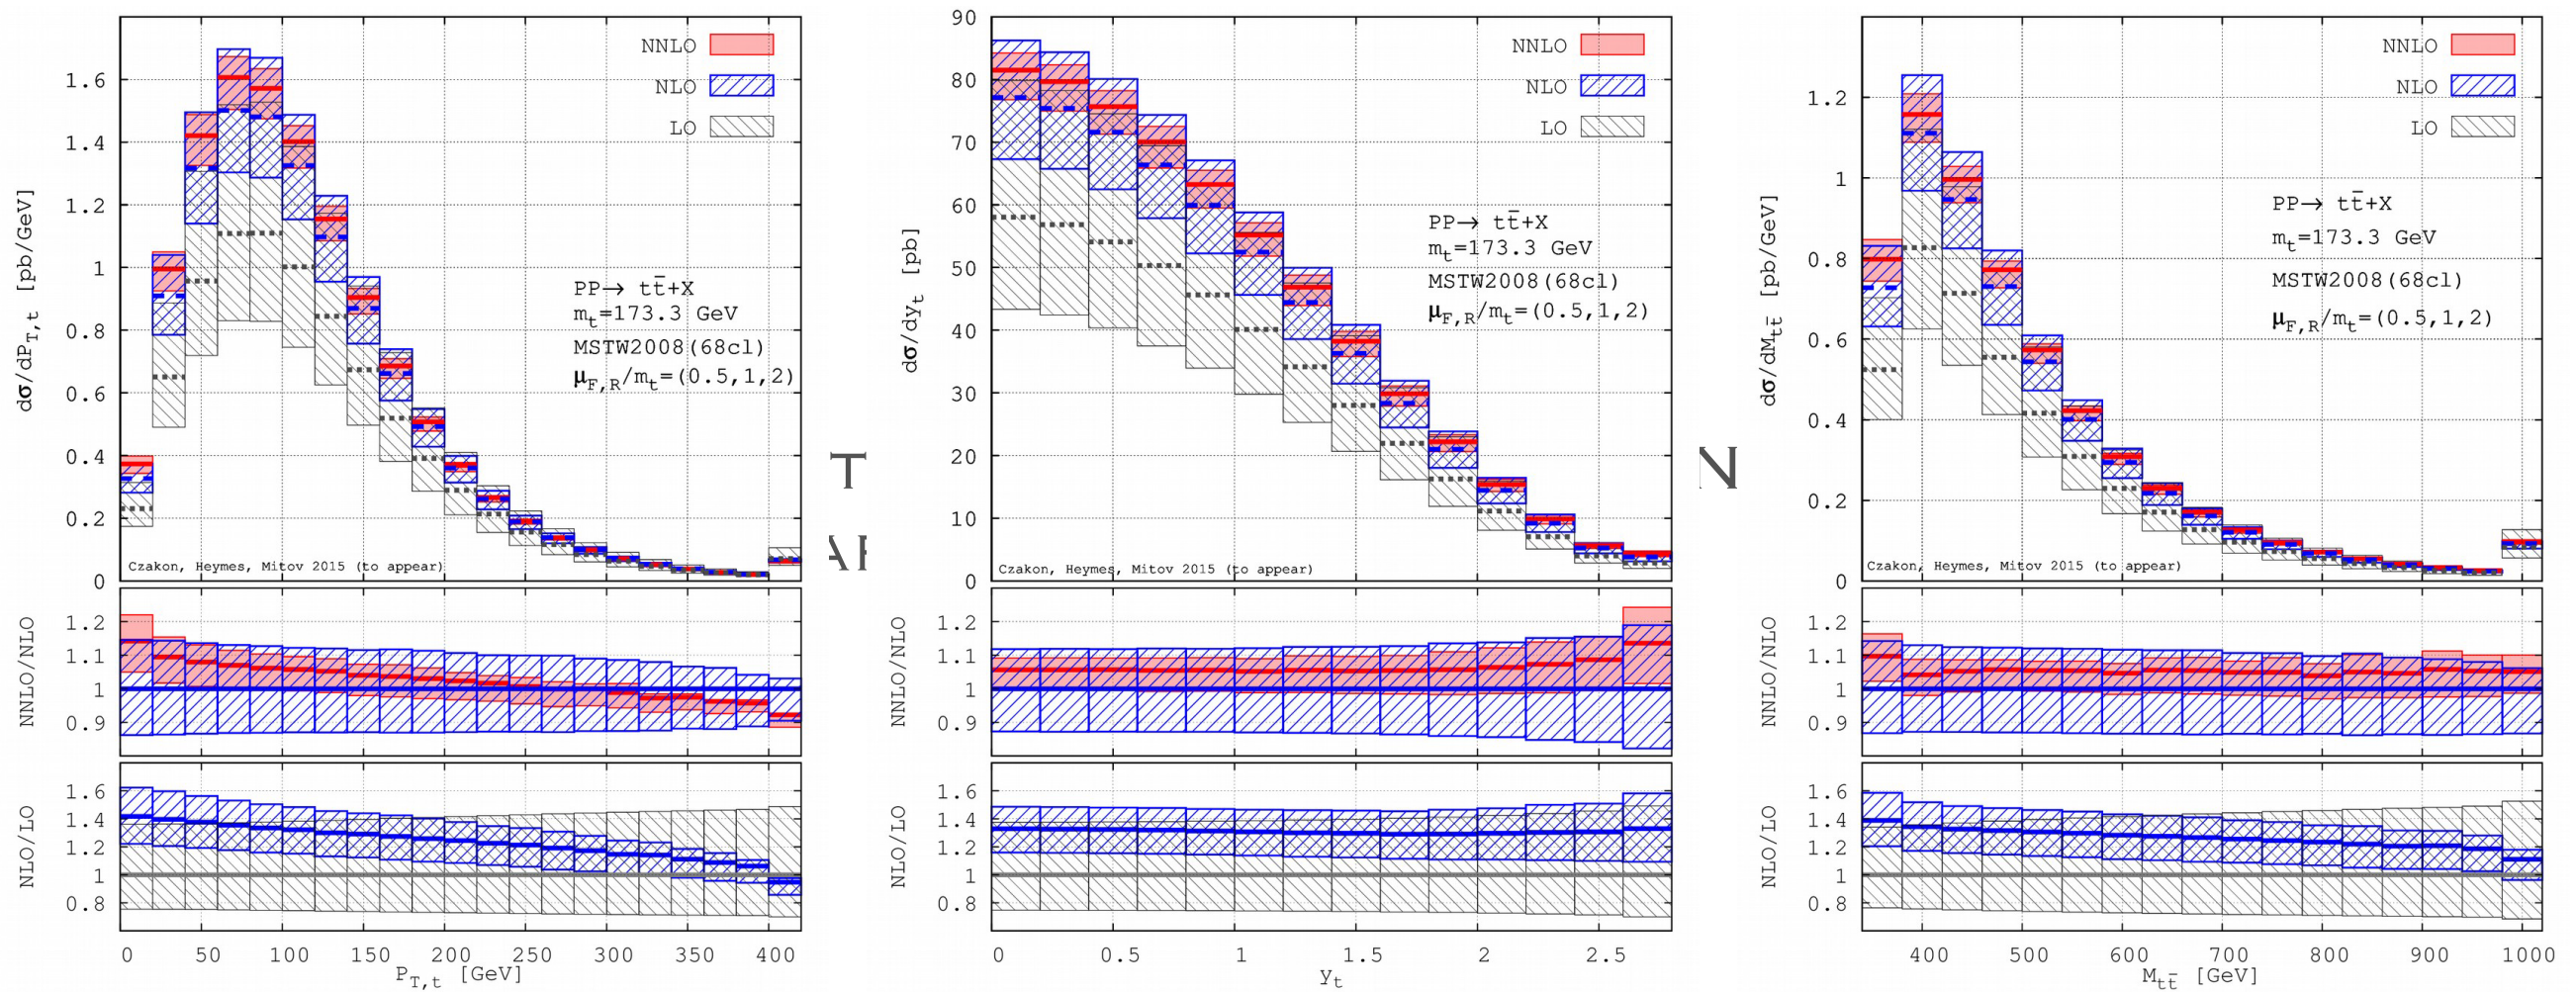 NNLO
NLO
LO
1.6
1.4
1.2
1
0.8
0.6
0.4
0.2
0
dσ/dP_T,t [pb/GeV]
PP→ tt̄+X
m_t=173.3 GeV
MSTW2008(68cl)
μ_F,R/m_t=(0.5,1,2)
Czakon, Heymes, Mitov 2015 (to appear)
NNLO/NLO
1.2
1.1
1
0.9
NLO/LO
1.6
1.4
1.2
1
0.8
0 50 100 150 200 250 300 350 400
P_T,t [GeV]
T
NNLO
NLO
LO
90
80
70
60
50
40
30
20
10
0
dσ/dy_t [pb]
PP→ tt̄+X
m_t=173.3 GeV
MSTW2008(68cl)
μ_F,R/m_t=(0.5,1,2)
Czakon, Heymes, Mitov 2015 (to appear)
NNLO/NLO
1.2
1.1
1
0.9
NLO/LO
1.6
1.4
1.2
1
0.8
0 0.5 1 1.5 2 2.5
y_t
N
NNLO
NLO
LO
1.2
1
0.8
0.6
0.4
0.2
0
dσ/dM_tt̄ [pb/GeV]
PP→ tt̄+X
m_t=173.3 GeV
MSTW2008(68cl)
μ_F,R/m_t=(0.5,1,2)
Czakon, Heymes, Mitov 2015 (to appear)
NNLO/NLO
1.2
1.1
1
0.9
NLO/LO
1.6
1.4
1.2
1
0.8
400 500 600 700 800 900 1000
M_tt̄ [GeV]